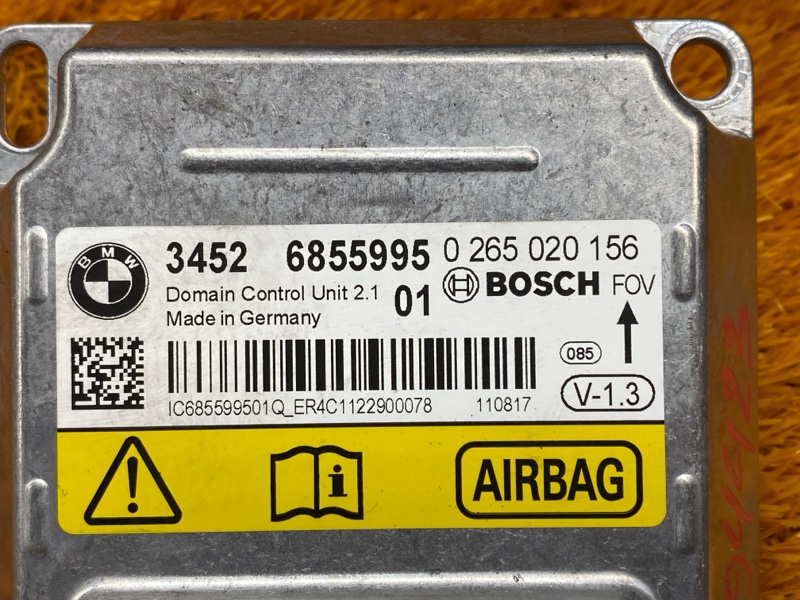 BMW
3452 6855995 0 265 020 156
Domain Control Unit 2.1 01 BOSCH FOV
Made in Germany
085
IC685599501Q_ER4C1122900078 110817 V-1.3
i
AIRBAG